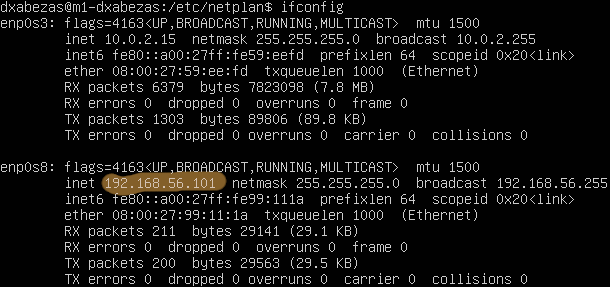 dxabezas@m1-dxabezas:/etc/netplan$ ifconfig
enp0s3: flags=4163<UP,BROADCAST,RUNNING,MULTICAST>  mtu 1500
inet 10.0.2.15  netmask 255.255.255.0  broadcast 10.0.2.255
inet6 fe80::a00:27ff:fe59:eefd  prefixlen 64  scopeid 0x20<link>
ether 08:00:27:59:ee:fd  txqueuelen 1000  (Ethernet)
RX packets 6379  bytes 7823098 (7.8 MB)
RX errors 0  dropped 0  overruns 0  frame 0
TX packets 1303  bytes 89806 (89.8 KB)
TX errors 0  dropped 0 overruns 0  carrier 0  collisions 0
enp0s8: flags=4163<UP,BROADCAST,RUNNING,MULTICAST>  mtu 1500
inet 192.168.56.101  netmask 255.255.255.0  broadcast 192.168.56.255
inet6 fe80::a00:27ff:fe99:111a  prefixlen 64  scopeid 0x20<link>
ether 08:00:27:99:11:1a  txqueuelen 1000  (Ethernet)
RX packets 211  bytes 29141 (29.1 KB)
RX errors 0  dropped 0  overruns 0  frame 0
TX packets 200  bytes 29563 (29.5 KB)
TX errors 0  dropped 0 overruns 0  carrier 0  collisions 0